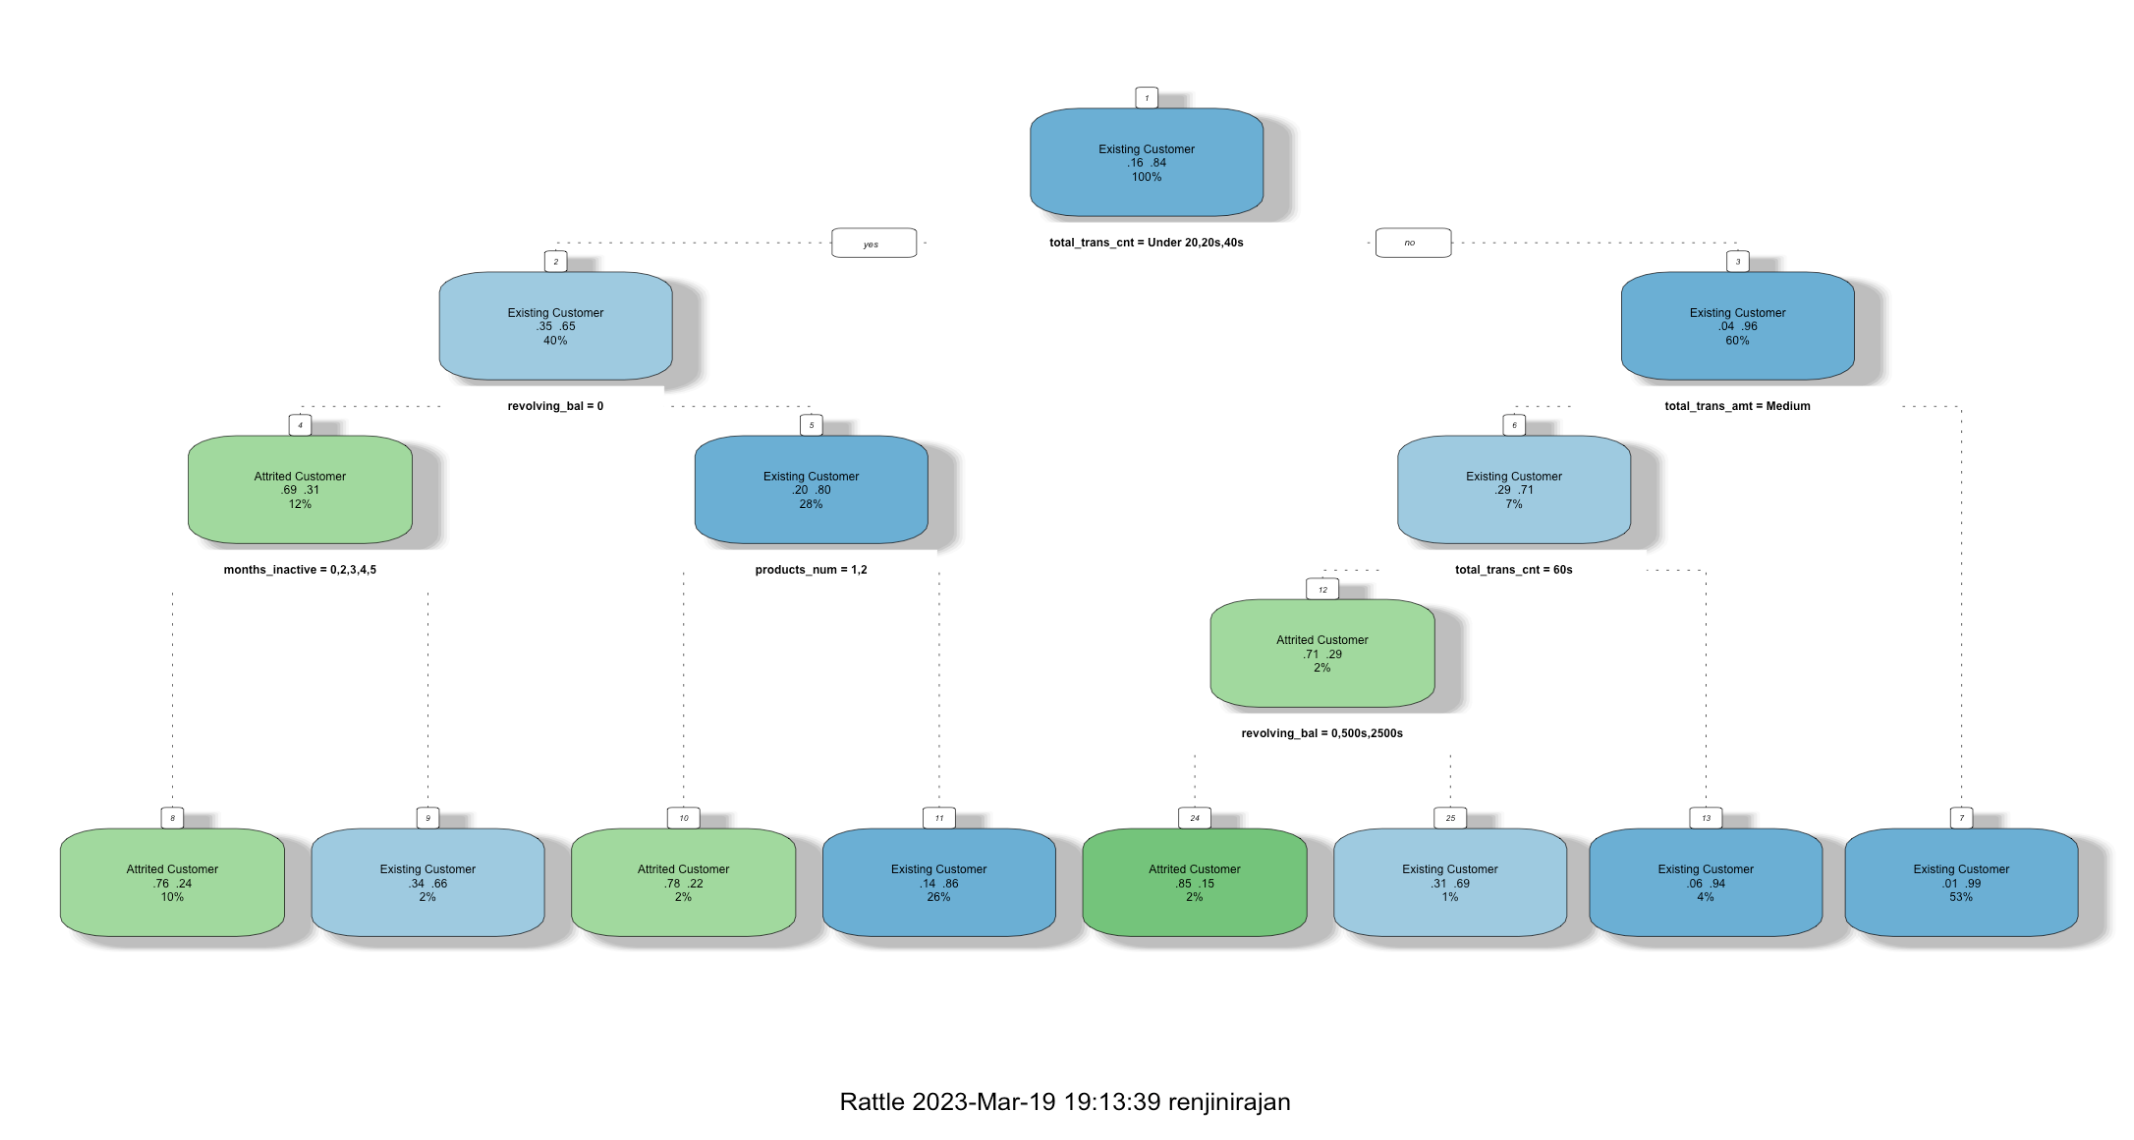 1
Existing Customer
.16 .84
100%
yes
total_trans_cnt = Under 20,20s,40s
no
2
Existing Customer
.35 .65
40%
3
Existing Customer
.04 .96
60%
revolving_bal = 0
total_trans_amt = Medium
4
Attrited Customer
.69 .31
12%
5
Existing Customer
.20 .80
28%
6
Existing Customer
.29 .71
7%
months_inactive = 0,2,3,4,5
products_num = 1,2
total_trans_cnt = 60s
12
Attrited Customer
.71 .29
2%
revolving_bal = 0,500s,2500s
8
Attrited Customer
.76 .24
10%
9
Existing Customer
.34 .66
2%
10
Attrited Customer
.78 .22
2%
11
Existing Customer
.14 .86
26%
24
Attrited Customer
.85 .15
2%
25
Existing Customer
.31 .69
1%
13
Existing Customer
.06 .94
4%
7
Existing Customer
.01 .99
53%
Rattle 2023-Mar-19 19:13:39 renjinirajan